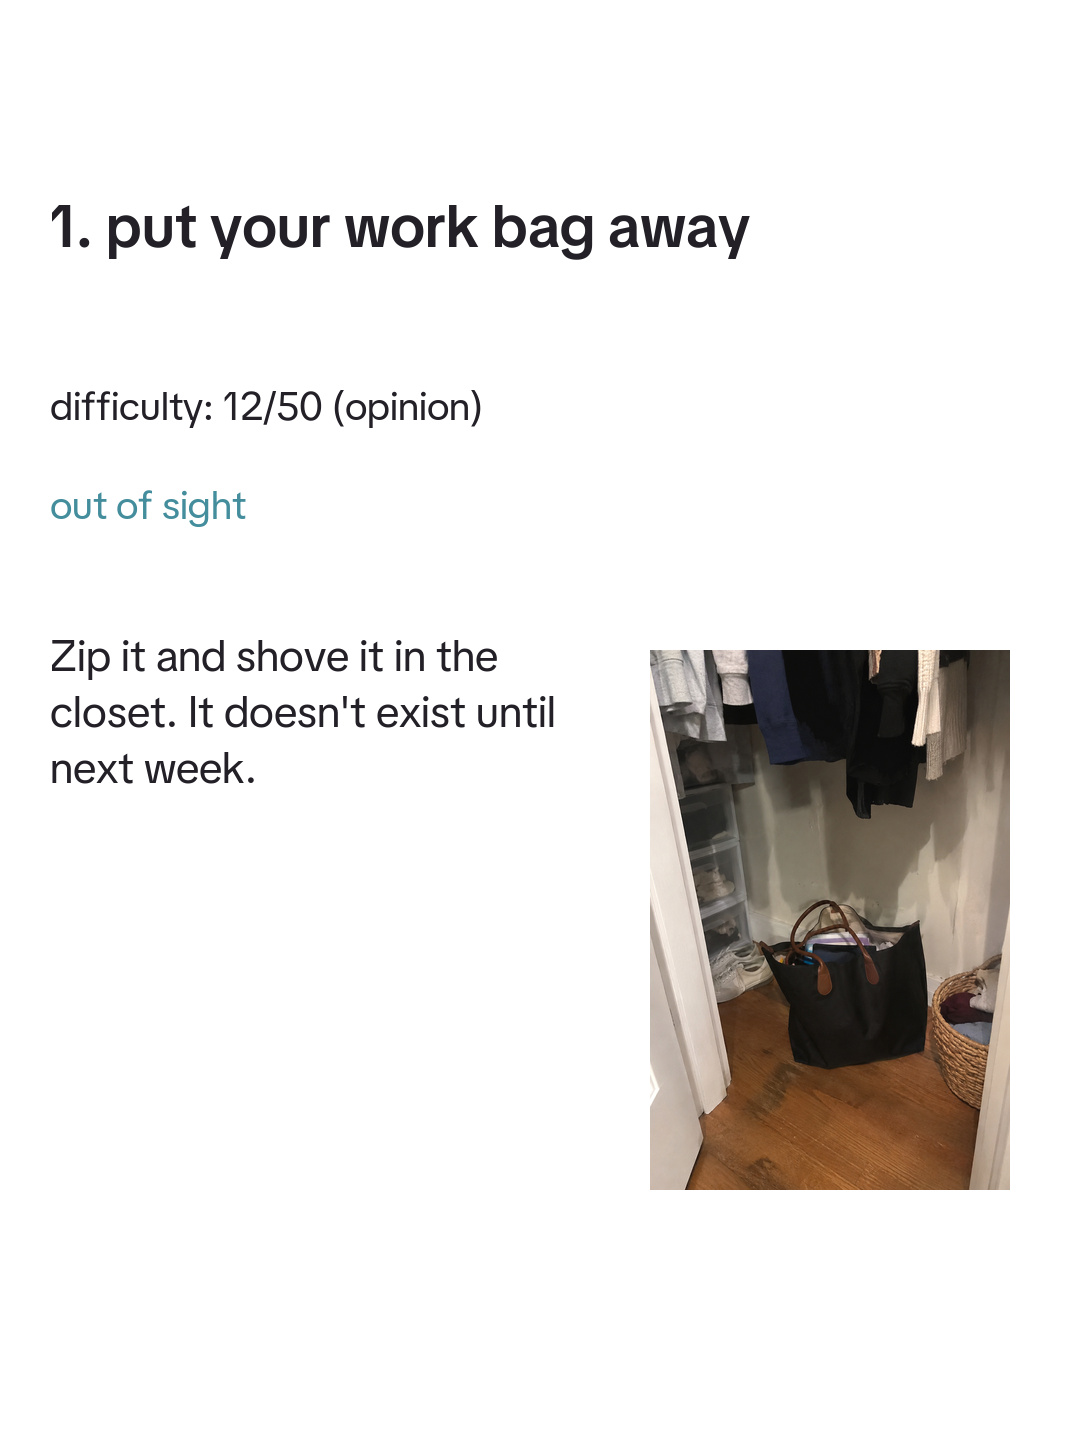 1. put your work bag away
difficulty: 12/50 (opinion)
out of sight
Zip it and shove it in the
closet. It doesn't exist until
next week.